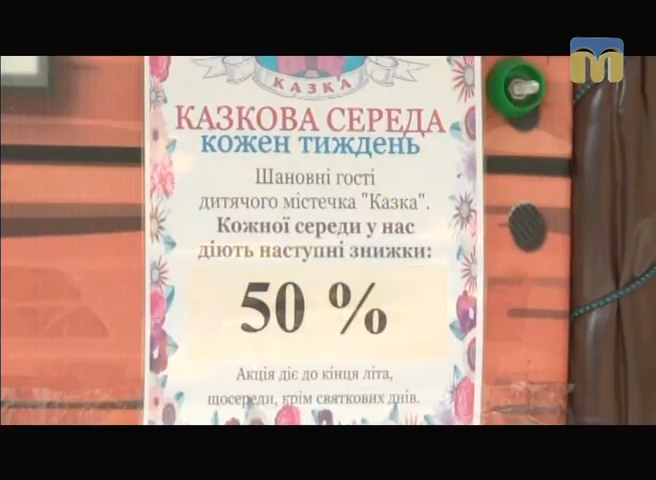 КАЗКА
КАЗКОВА СЕРЕДА
кожен тиждень
Шановні гості
дитячого містечка "Казка".
Кожної середи у нас
діють наступні знижки:
50 %
Акція діє до кінця літа,
щосереди, крім святкових днів.